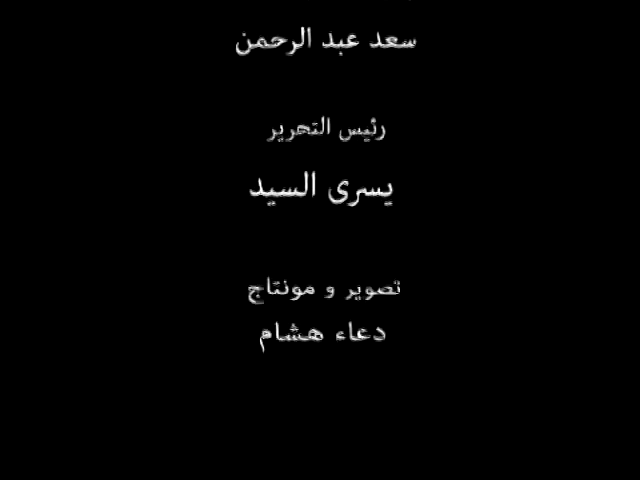 سعد عبد الرحمن
رئيس التحرير
يسرى السيد
تصوير و مونتاج
دعاء هشام